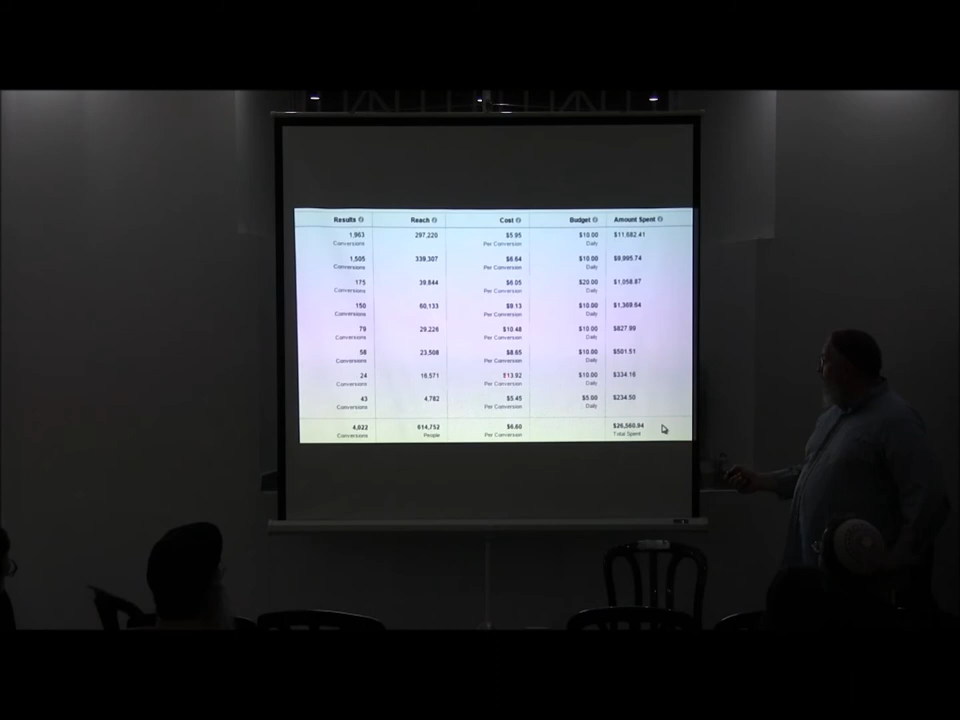 Results Reach Cost Budget Amount Spent
1,963 297,220 $5.95 $10.00 $11,682.41
Conversions Per Conversion Daily
1,505 339,307 $6.64 $10.00 $9,995.74
Conversions Per Conversion Daily
175 39,844 $6.05 $20.00 $1,058.87
Conversions Per Conversion Daily
150 60,133 $9.13 $10.00 $1,369.64
Conversions Per Conversion Daily
79 29,226 $10.48 $10.00 $827.99
Conversions Per Conversion Daily
58 23,508 $8.65 $10.00 $501.51
Conversions Per Conversion Daily
24 16,571 $13.92 $10.00 $334.16
Conversions Per Conversion Daily
43 4,782 $5.45 $5.00 $234.50
Conversions Per Conversion Daily
4,022 614,752 $6.60 $26,560.94
Conversions People Per Conversion Total Spent